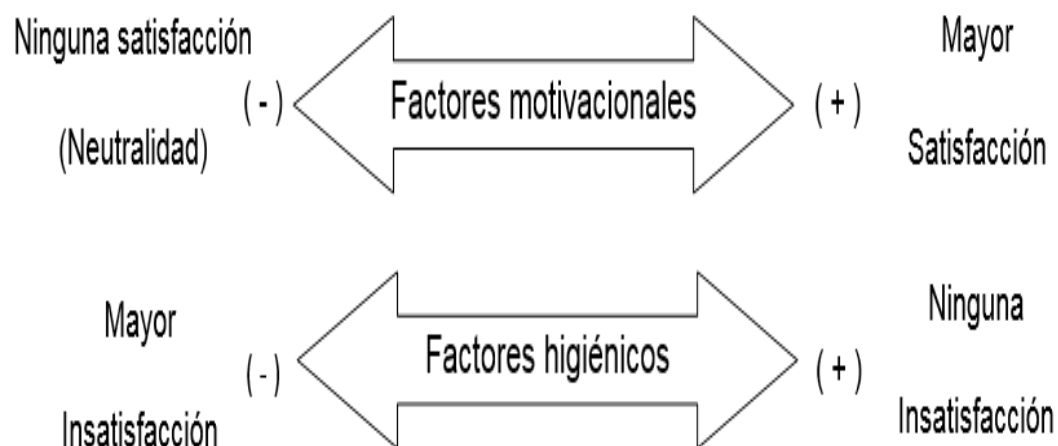 Ninguna satisfacción
(Neutralidad)
( - )
Factores motivacionales
( + )
Mayor
Satisfacción
Mayor
Insatisfacción
( - )
Factores higiénicos
( + )
Ninguna
Insatisfacción